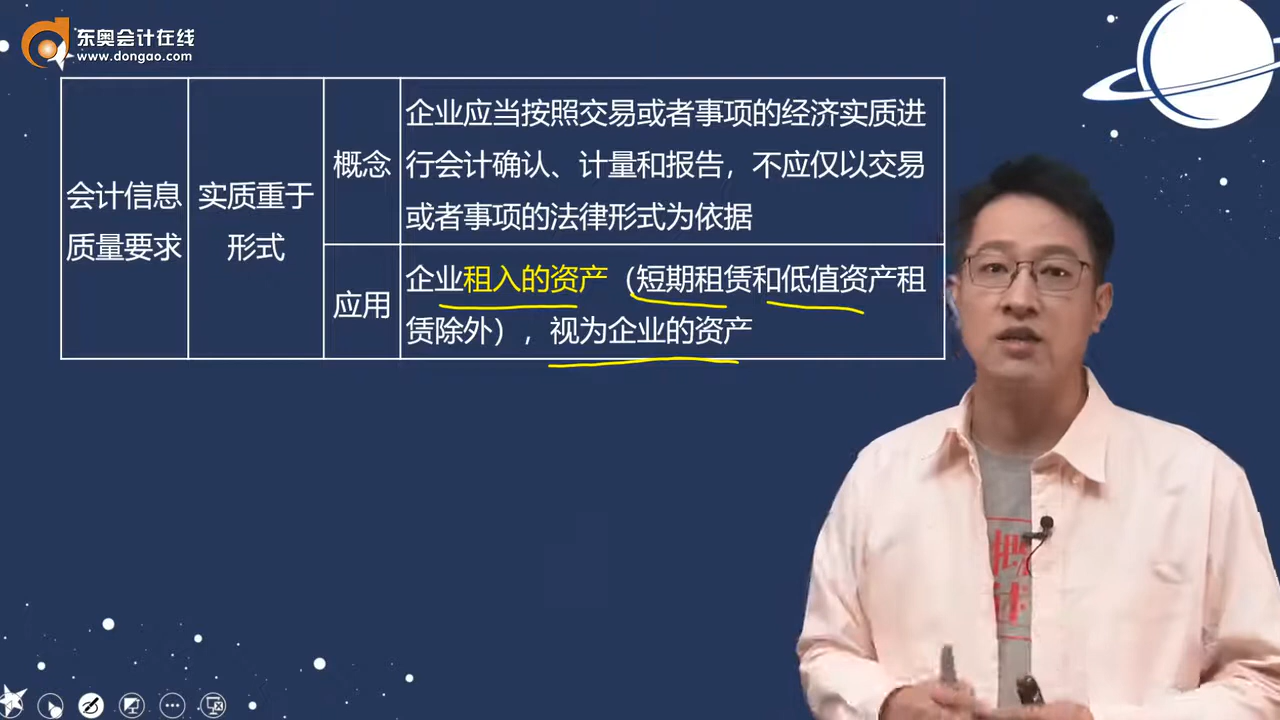 东奥会计在线
www.dongao.com
会计信息
质量要求
实质重于
形式
概念
企业应当按照交易或者事项的经济实质进
行会计确认、计量和报告，不应仅以交易
或者事项的法律形式为依据
应用
企业租入的资产（短期租赁和低值资产租
赁除外），视为企业的资产